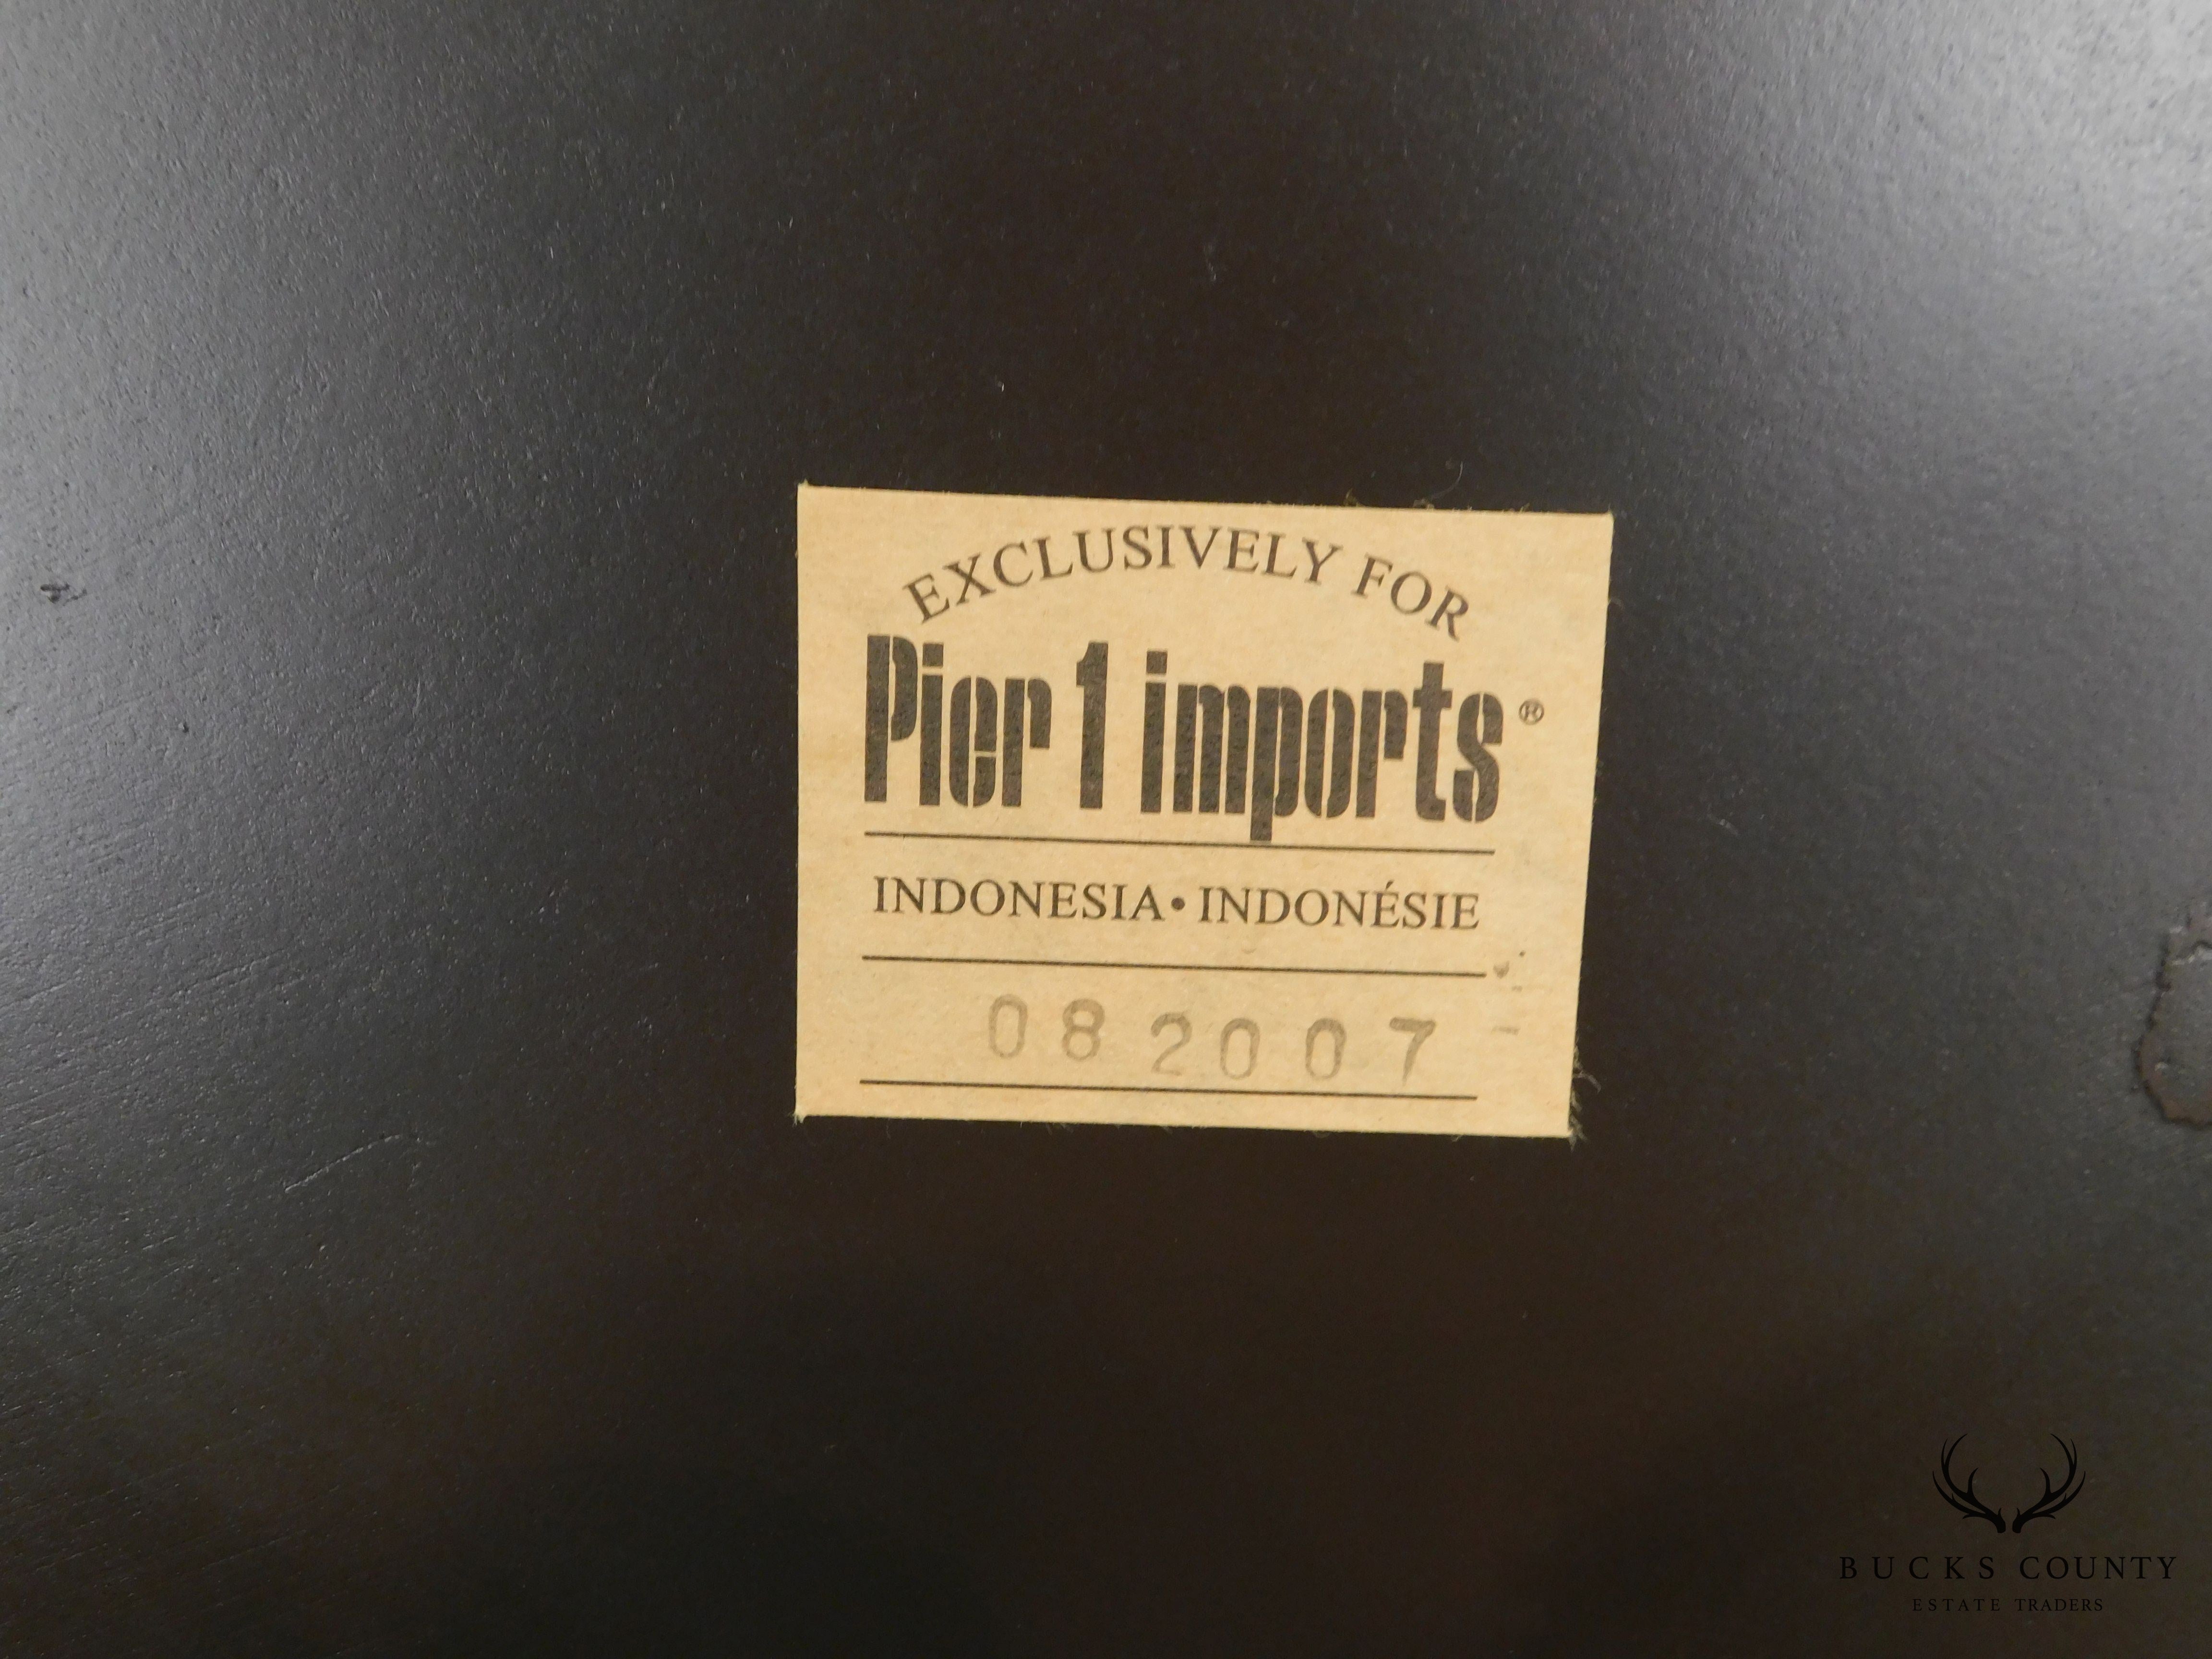 EXCLUSIVELY FOR
Pier 1 imports®
INDONESIA • INDONÉSIE
08 2007
BUCKS COUNTY
ESTATE TRADERS